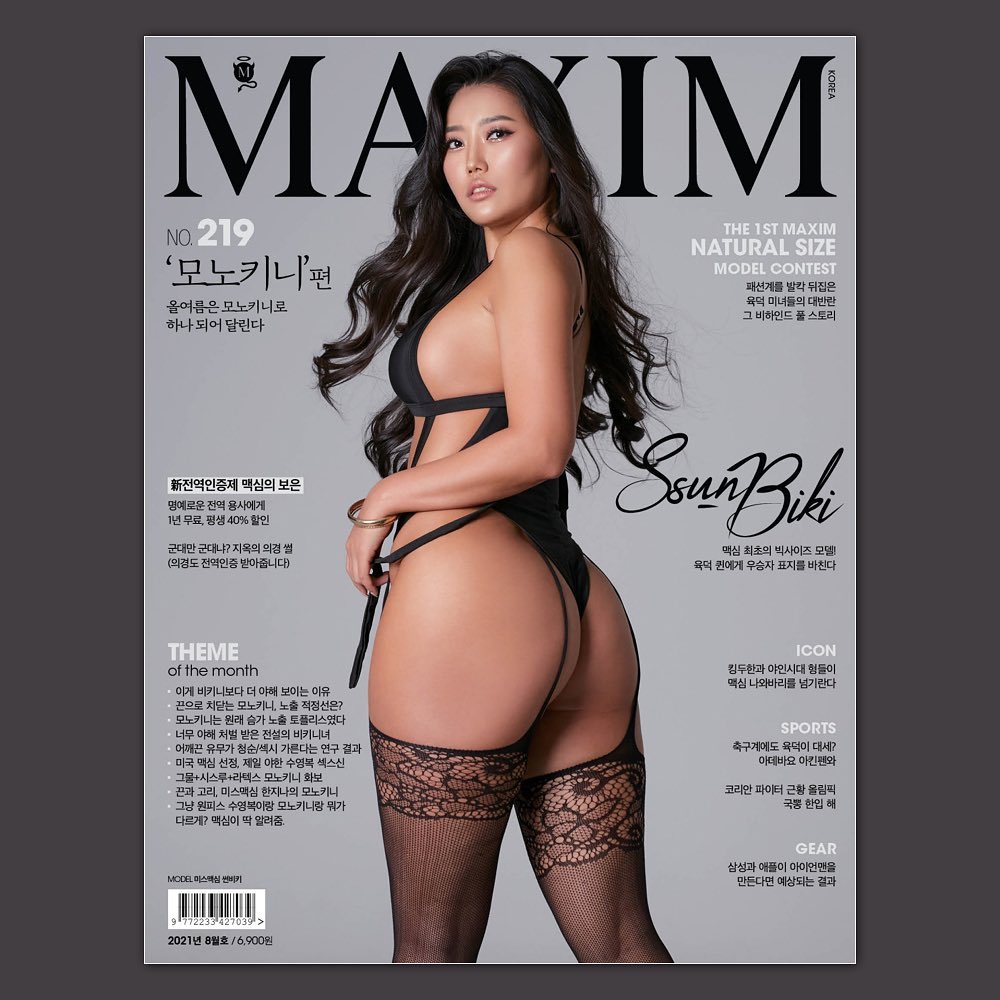 MAXIM
KOREA
M
NO. 219
'모노키니'편
올여름은 모노키니로
하나 되어 달린다
THE 1ST MAXIM
NATURAL SIZE
MODEL CONTEST
패션계를 발칵 뒤집은
육덕 미녀들의 대반란
그 비하인드 풀 스토리
Ssun Biki
맥심 최초의 빅사이즈 모델!
육덕 퀸에게 우승자 표지를 바친다
新전역인증제 맥심의 보은
명예로운 전역 용사에게
1년 무료, 평생 40% 할인
군대만 군대냐? 지옥의 의경 썰
(의경도 전역인증 받아줍니다)
THEME
of the month
• 이게 비키니보다 더 야해 보이는 이유
• 끈으로 치닫는 모노키니, 노출 적정선은?
• 모노키니는 원래 슴가 노출 토플리스였다
• 너무 야해 처벌 받은 전설의 비키니녀
• 어깨끈 유무가 청순/섹시 가른다는 연구 결과
• 미국 맥심 선정, 제일 야한 수영복 섹스신
• 그물+시스루+라텍스 모노키니 화보
• 끈과 고리, 미스맥심 한지나의 모노키니
• 그냥 원피스 수영복이랑 모노키니랑 뭐가
다르게? 맥심이 딱 알려줌.
ICON
킹두한과 야인시대 형들이
맥심 나와바리를 넘기란다
SPORTS
축구계에도 육덕이 대세?
아데바요 아킨펜와
코리안 파이터 근황 올림픽
국뽕 한입 해
GEAR
삼성과 애플이 아이언맨을
만든다면 예상되는 결과
MODEL 미스맥심 썬비키
9 772233 427039 >
2021년 8월호 / 6,900원